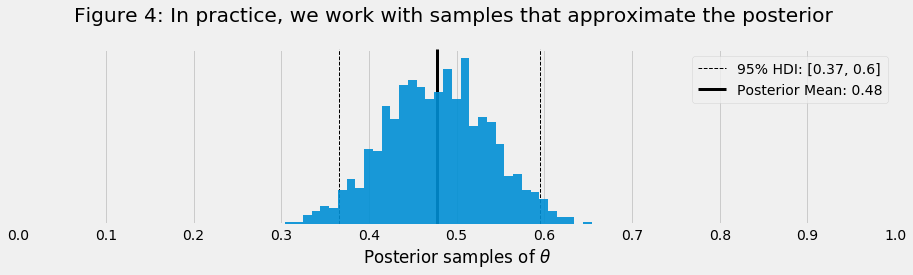 Figure 4: In practice, we work with samples that approximate the posterior
95% HDI: [0.37, 0.6]
Posterior Mean: 0.48
0.0 0.1 0.2 0.3 0.4 0.5 0.6 0.7 0.8 0.9 1.0
Posterior samples of θ